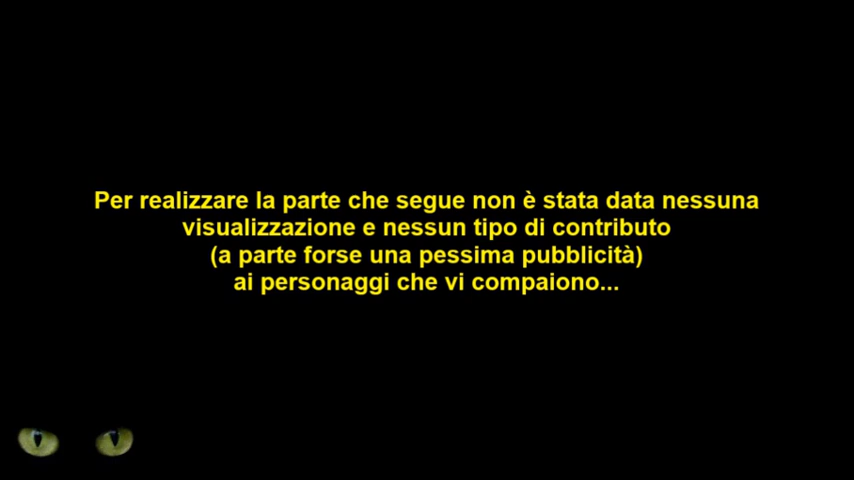 Per realizzare la parte che segue non è stata data nessuna
visualizzazione e nessun tipo di contributo
(a parte forse una pessima pubblicità)
ai personaggi che vi compaiono...